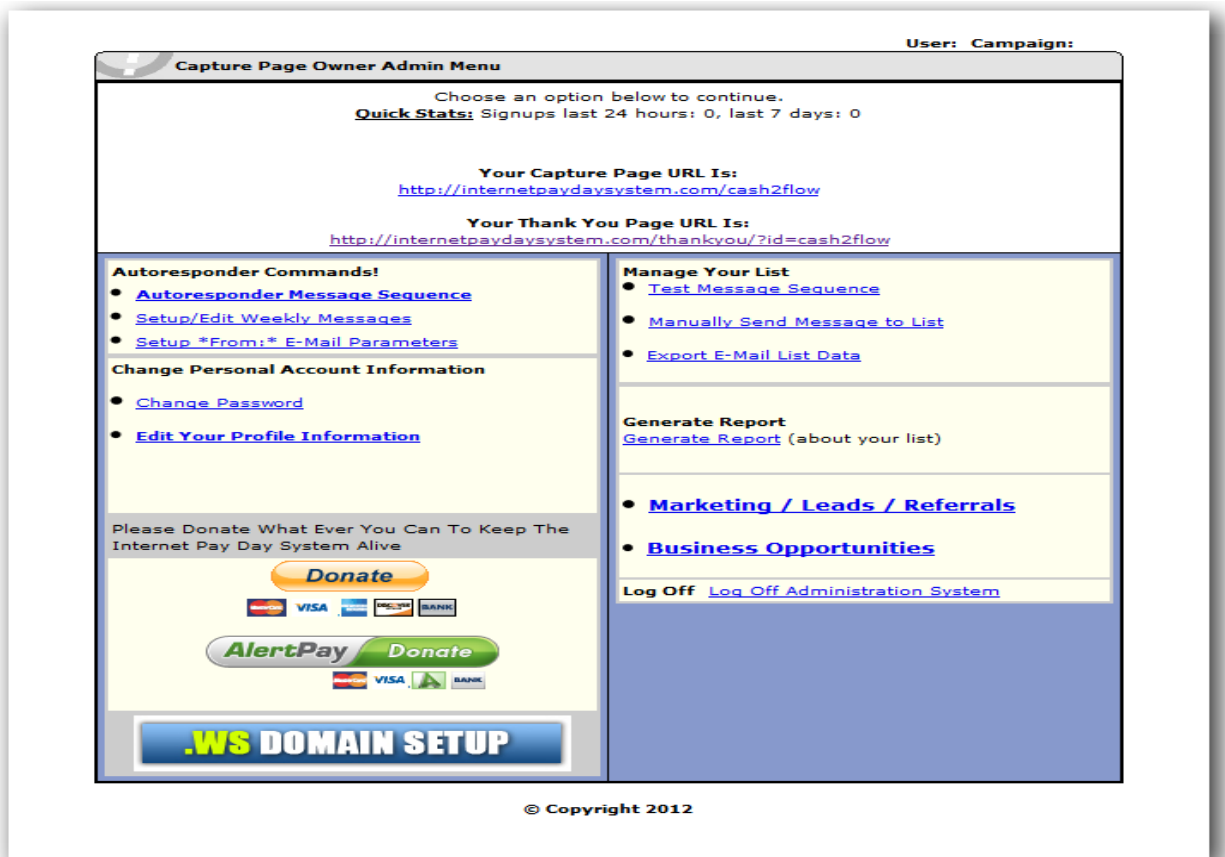 User: Campaign:
Capture Page Owner Admin Menu
Choose an option below to continue.
Quick Stats: Signups last 24 hours: 0, last 7 days: 0
Your Capture Page URL Is:
http://internetpaydaysystem.com/cash2flow
Your Thank You Page URL Is:
http://internetpaydaysystem.com/thankyou/?id=cash2flow
Autoresponder Commands!
Autoresponder Message Sequence
Setup/Edit Weekly Messages
Setup *From:* E-Mail Parameters
Change Personal Account Information
Change Password
Edit Your Profile Information
Please Donate What Ever You Can To Keep The
Internet Pay Day System Alive
Donate
MasterCard VISA DISCOVER BANK
AlertPay Donate
MasterCard VISA BANK
.WS DOMAIN SETUP
Manage Your List
Test Message Sequence
Manually Send Message to List
Export E-Mail List Data
Generate Report
Generate Report (about your list)
Marketing / Leads / Referrals
Business Opportunities
Log Off Log Off Administration System
© Copyright 2012